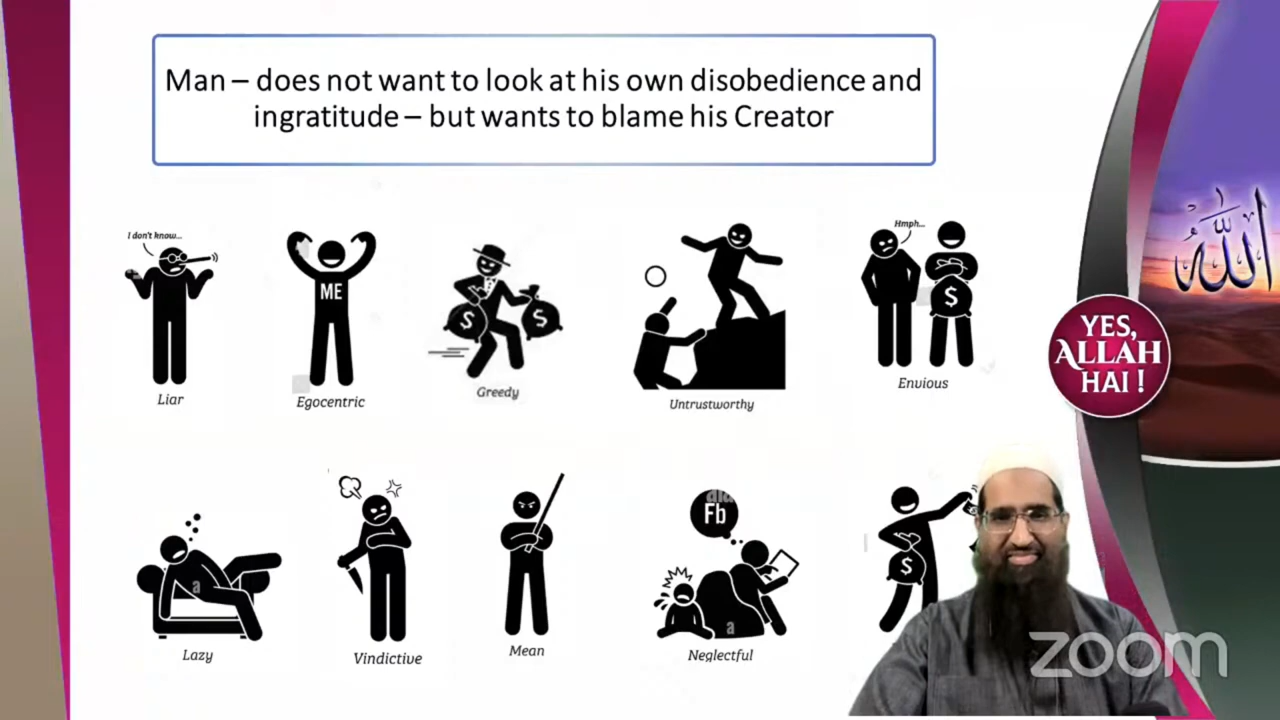 Man – does not want to look at his own disobedience and
ingratitude – but wants to blame his Creator
I don't know...
Liar
ME
Egocentric
$
$
Greedy
Untrustworthy
Hmph...
$
Envious
الله
YES,
ALLAH
HAI !
Lazy
a
Vindictive
Mean
Fb
a
Neglectful
$
zoom